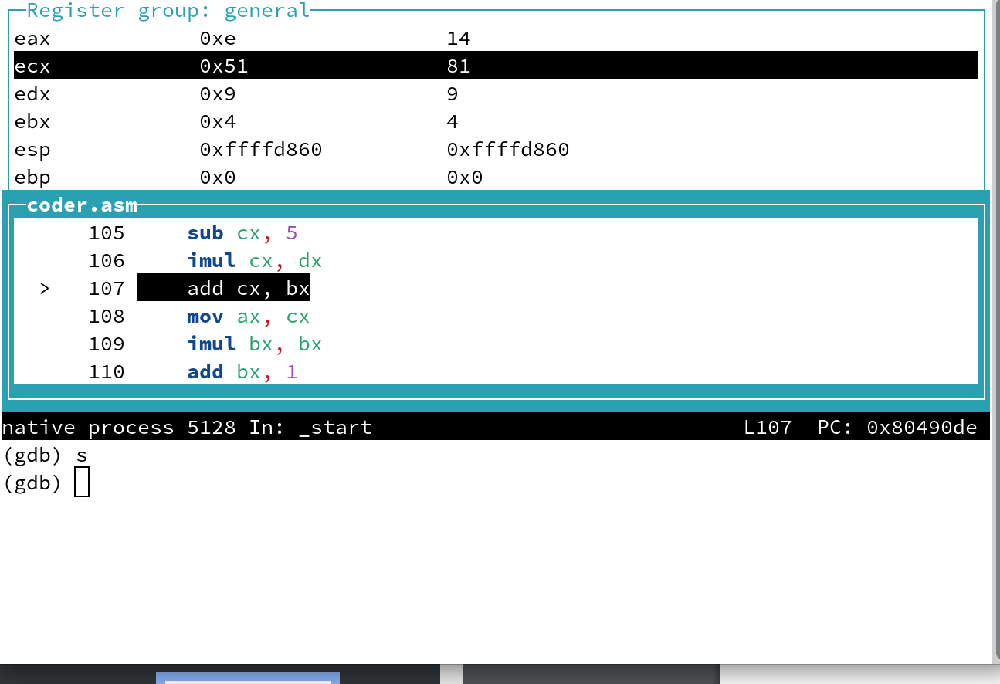 Register group: general
eax 0xe 14
ecx 0x51 81
edx 0x9 9
ebx 0x4 4
esp 0xffffd860 0xffffd860
ebp 0x0 0x0
coder.asm
105 sub cx, 5
106 imul cx, dx
> 107 add cx, bx
108 mov ax, cx
109 imul bx, bx
110 add bx, 1
native process 5128 In: _start L107 PC: 0x80490de
(gdb) s
(gdb)